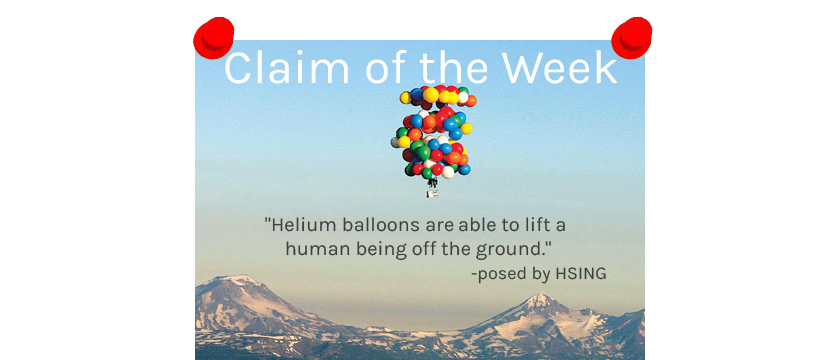 Claim of the Week
"Helium balloons are able to lift a
human being off the ground."
-posed by HSING